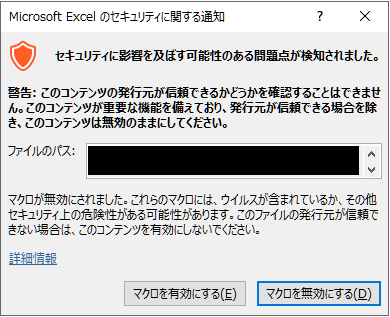 Microsoft Excel のセキュリティに関する通知
セキュリティに影響を及ぼす可能性のある問題点が検知されました。
警告: このコンテンツの発行元が信頼できるかどうかを確認することはできませ
ん。このコンテンツが重要な機能を備えており、発行元が信頼できる場合を除
き、このコンテンツは無効のままにしてください。
ファイルのパス:
マクロが無効にされました。これらのマクロには、ウイルスが含まれているか、その他
セキュリティ上の危険性がある可能性があります。このファイルの発行元が信頼で
きない場合は、このコンテンツを有効にしないでください。
詳細情報
マクロを有効にする(E)
マクロを無効にする(D)